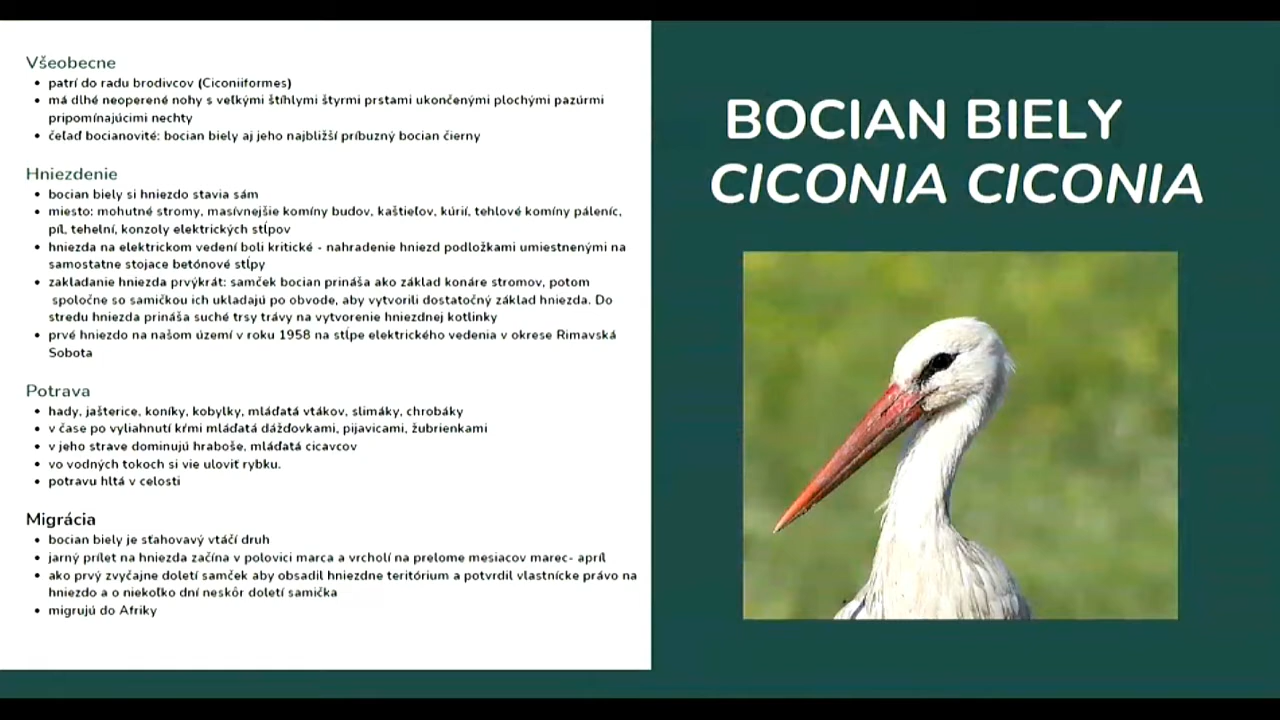 Všeobecne
• patrí do radu brodivcov (Ciconiiformes)
• má dlhé neoperené nohy s veľkými štíhlymi štyrmi prstami ukončenými plochými pazúrmi
pripomínajúcimi nechty
• čeľaď bocianovité: bocian biely aj jeho najbližší príbuzný bocian čierny
Hniezdenie
• bocian biely si hniezdo stavia sám
• miesto: mohutné stromy, masívnejšie komíny budov, kaštieľov, kúrií, tehlové komíny páleníc,
píl, tehelní, konzoly elektrických stĺpov
• hniezda na elektrickom vedení boli kritické - nahradenie hniezd podložkami umiestnenými na
samostatne stojace betónové stĺpy
• zakladanie hniezda prvýkrát: samček bocian prináša ako základ konáre stromov, potom
spoločne so samičkou ich ukladajú po obvode, aby vytvorili dostatočný základ hniezda. Do
stredu hniezda prináša suché trsy trávy na vytvorenie hniezdnej kotlinky
• prvé hniezdo na našom území v roku 1958 na stĺpe elektrického vedenia v okrese Rimavská
Sobota
Potrava
• hady, jašterice, koníky, kobylky, mláďatá vtákov, slimáky, chrobáky
• v čase po vyliahnutí kŕmi mláďatá dážďovkami, pijavicami, žubrienkami
• v jeho strave dominujú hraboše, mláďatá cicavcov
• vo vodných tokoch si vie uloviť rybku.
• potravu hltá v celosti
Migrácia
• bocian biely je sťahovavý vtáčí druh
• jarný prílet na hniezda začína v polovici marca a vrcholí na prelome mesiacov marec- apríl
• ako prvý zvyčajne doletí samček aby obsadil hniezdne teritórium a potvrdil vlastnícke právo na
hniezdo a o niekoľko dní neskôr doletí samička
• migrujú do Afriky
BOCIAN BIELY
CICONIA CICONIA